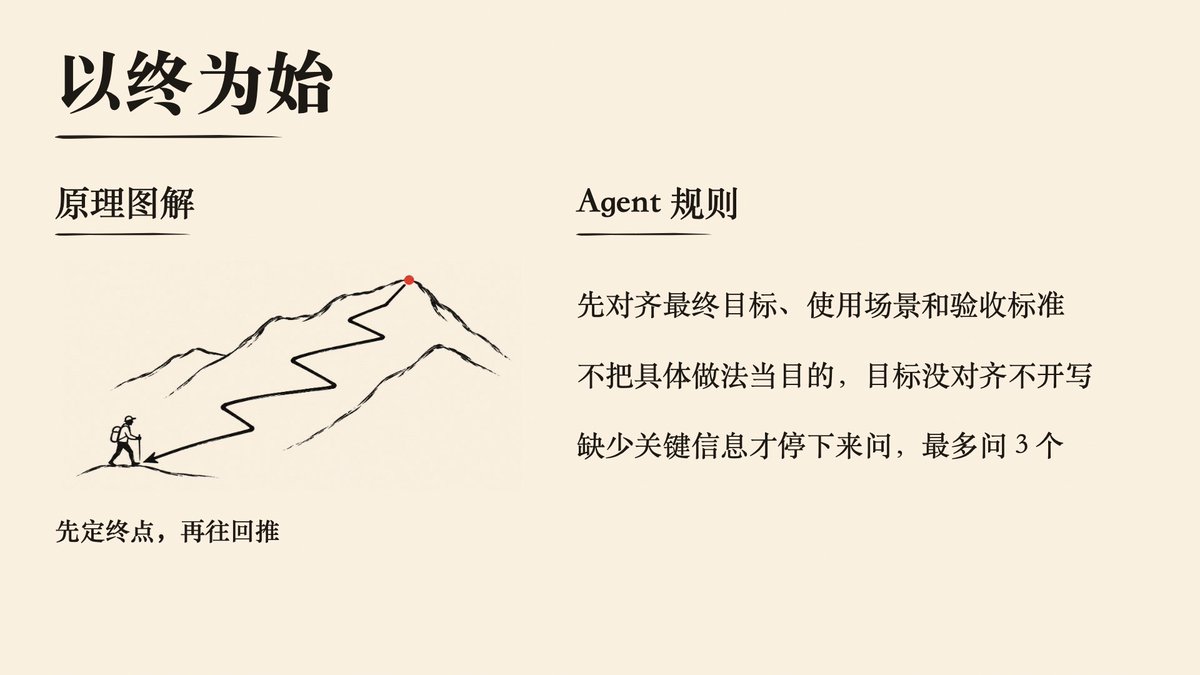 以终为始
原理图解
先定终点，再往回推
Agent 规则
先对齐最终目标、使用场景和验收标准
不把具体做法当目的，目标没对齐不开写
缺少关键信息才停下来问，最多问 3 个